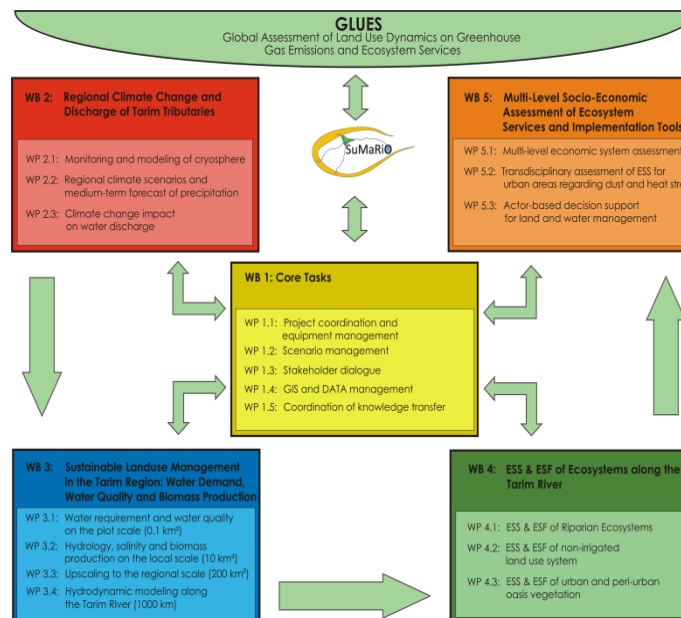 GLUES
Global Assessment of Land Use Dynamics on Greenhouse
Gas Emissions and Ecosystem Services
SuMaRiO
WB 2: Regional Climate Change and
Discharge of Tarim Tributaries
WP 2.1: Monitoring and modeling of cryosphere
WP 2.2: Regional climate scenarios and
medium-term forecast of precipitation
WP 2.3: Climate change impact
on water discharge
WB 5: Multi-Level Socio-Economic
Assessment of Ecosystem
Services and Implementation Tools
WP 5.1: Multi-level economic system assessment
WP 5.2: Transdisciplinary assessment of ESS for
urban areas regarding dust and heat stre
WP 5.3: Actor-based decision support
for land and water management
WB 1: Core Tasks
WP 1.1: Project coordination and
equipment management
WP 1.2: Scenario management
WP 1.3: Stakeholder dialogue
WP 1.4: GIS and DATA management
WP 1.5: Coordination of knowledge transfer
WB 3: Sustainable Landuse Management
in the Tarim Region: Water Demand,
Water Quality and Biomass Production
WP 3.1: Water requirement and water quality
on the plot scale (0.1 km²)
WP 3.2: Hydrology, salinity and biomass
production on the local scale (10 km²)
WP 3.3: Upscaling to the regional scale (200 km²)
WP 3.4: Hydrodynamic modeling along
the Tarim River (1000 km)
WB 4: ESS & ESF of Ecosystems along the
Tarim River
WP 4.1: ESS & ESF of Riparian Ecosystems
WP 4.2: ESS & ESF of non-irrigated
land use system
WP 4.3: ESS & ESF of urban and peri-urban
oasis vegetation